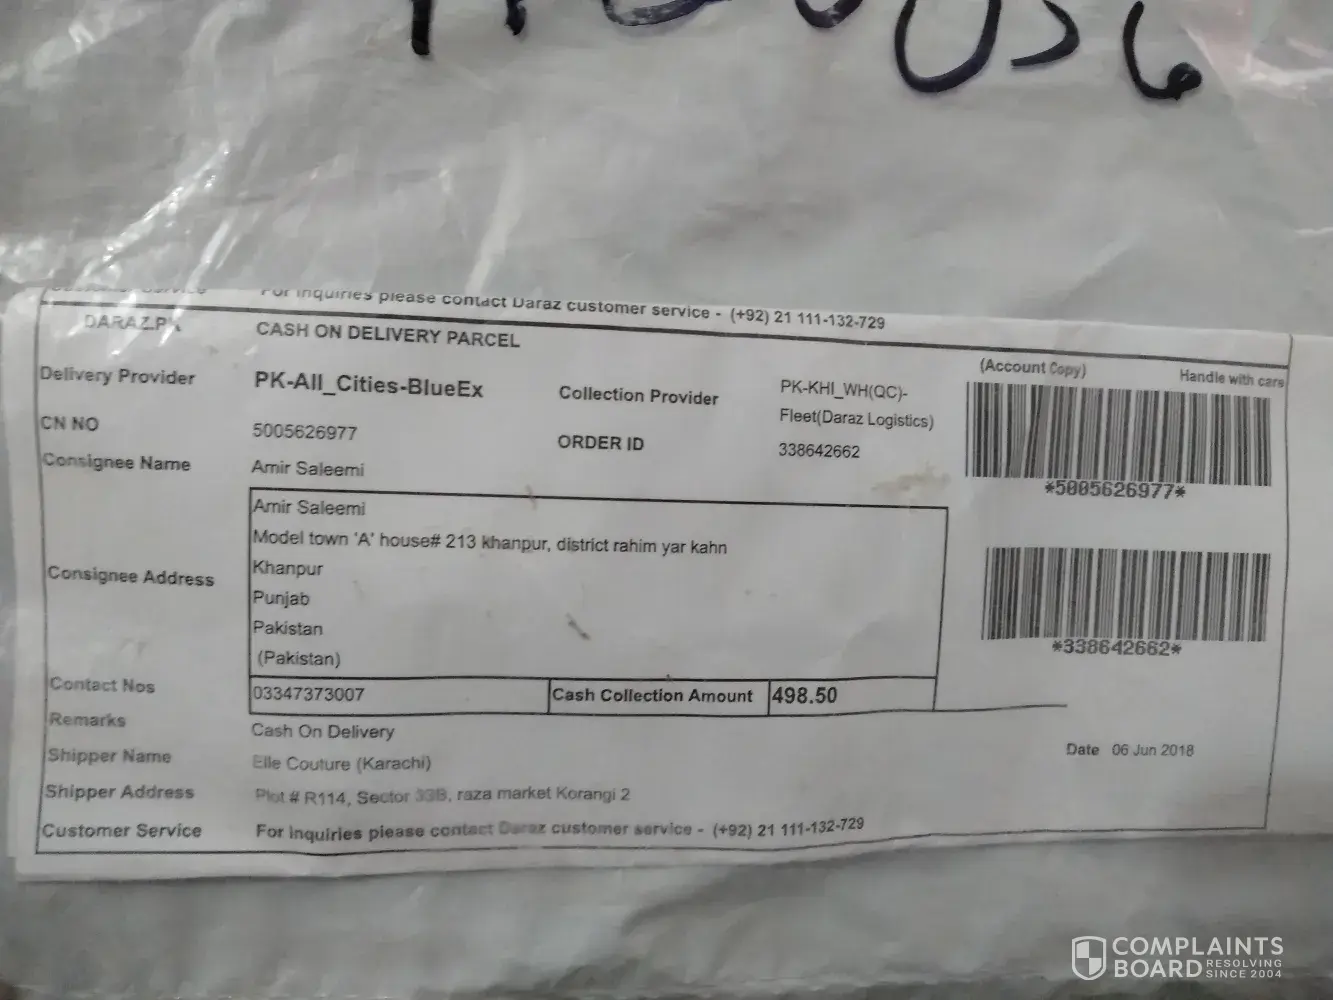 056
For inquiries please contact Daraz customer service - (+92) 21 111-132-729
DARAZ.PK
CASH ON DELIVERY PARCEL
(Account Copy)
Handle with cars
Delivery Provider PK-All_Cities-BlueEx Collection Provider PK-KHI_WH(QC)-
Fleet(Daraz Logistics)
CN NO 5005626977 ORDER ID 338642662
*5005626977*
Consignee Name Amir Saleemi
Consignee Address
Amir Saleemi
Model town 'A' house# 213 khanpur, district rahim yar kahn
Khanpur
Punjab
Pakistan
(Pakistan)
*338642662*
Contact Nos 03347373007 Cash Collection Amount 498.50
Remarks Cash On Delivery
Date 06 Jun 2018
Shipper Name Elle Couture (Karachi)
Shipper Address Plot # R114, Sector 33B, raza market Korangi 2
Customer Service For inquiries please contact Daraz customer service - (+92) 21 111-132-729
COMPLAINTS
BOARD RESOLVING
SINCE 2004